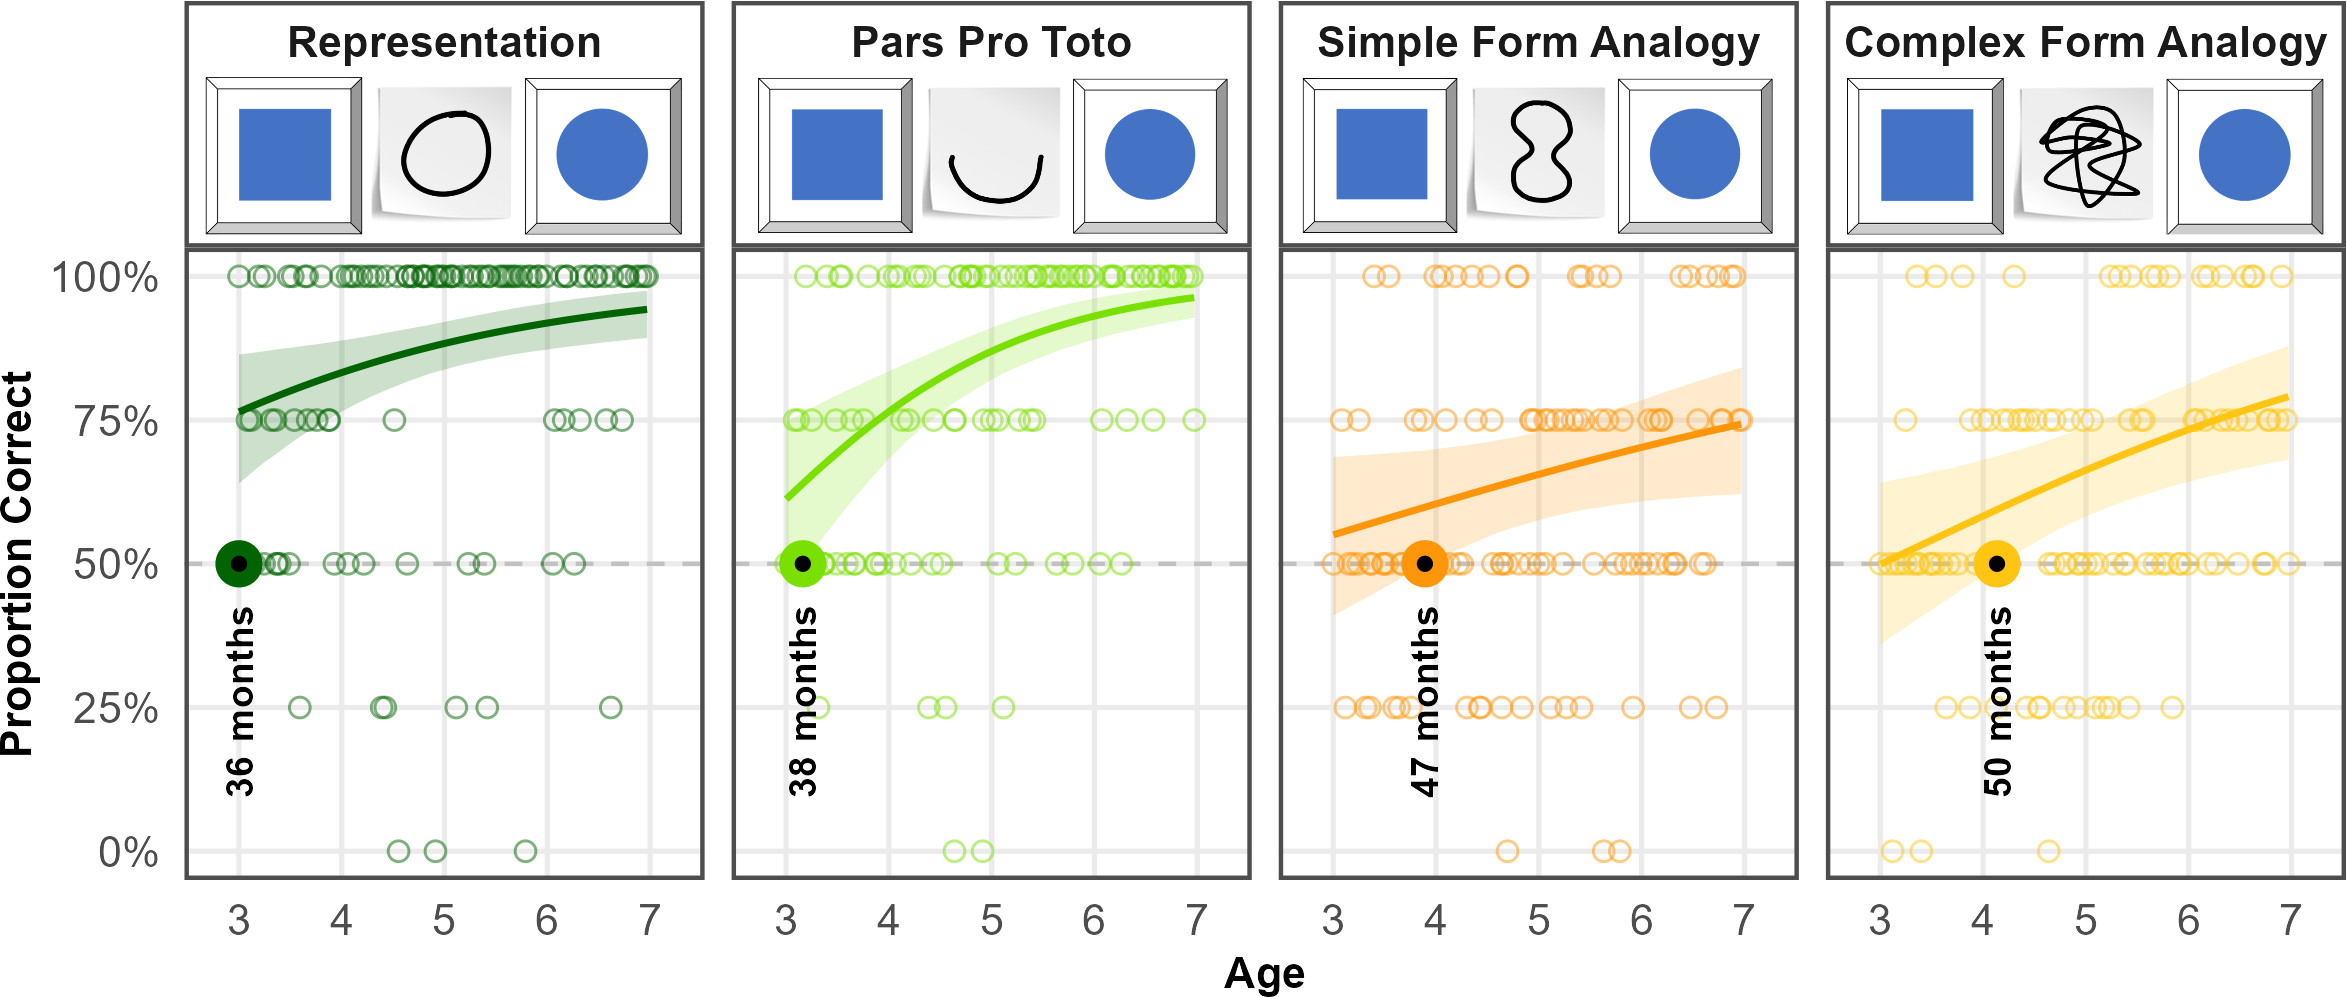 Representation
Pars Pro Toto
Simple Form Analogy
Complex Form Analogy
Proportion Correct
100%
75%
50%
25%
0%
36 months
38 months
47 months
50 months
3 4 5 6 7
3 4 5 6 7
3 4 5 6 7
3 4 5 6 7
Age